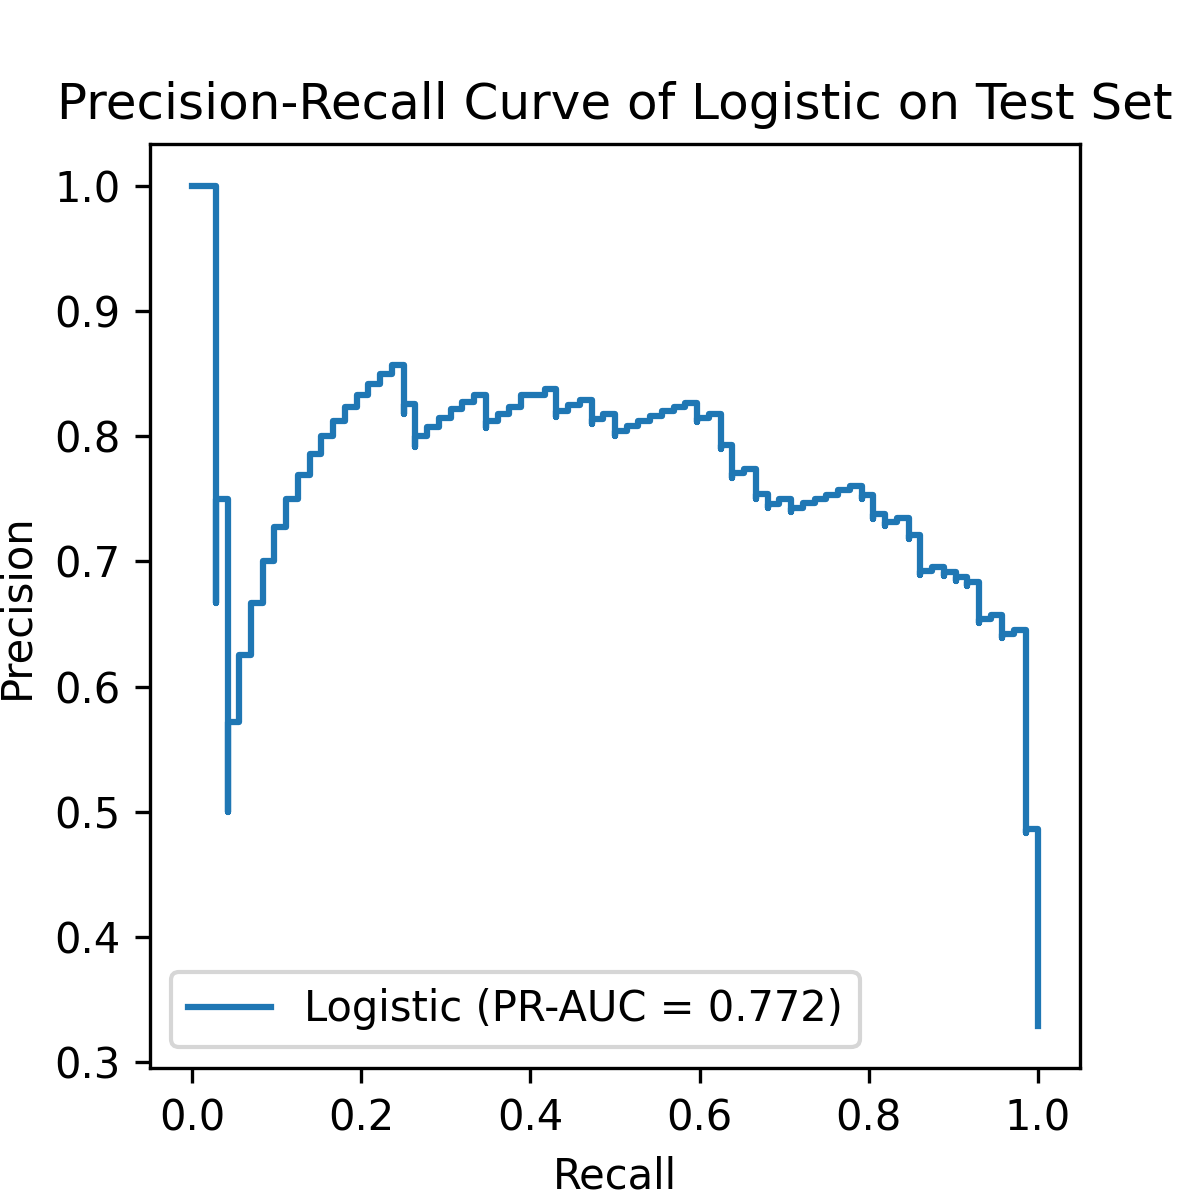 Precision-Recall Curve of Logistic on Test Set
1.0
0.9
0.8
0.7
0.6
0.5
0.4
0.3
Precision
Logistic (PR-AUC = 0.772)
0.0 0.2 0.4 0.6 0.8 1.0
Recall